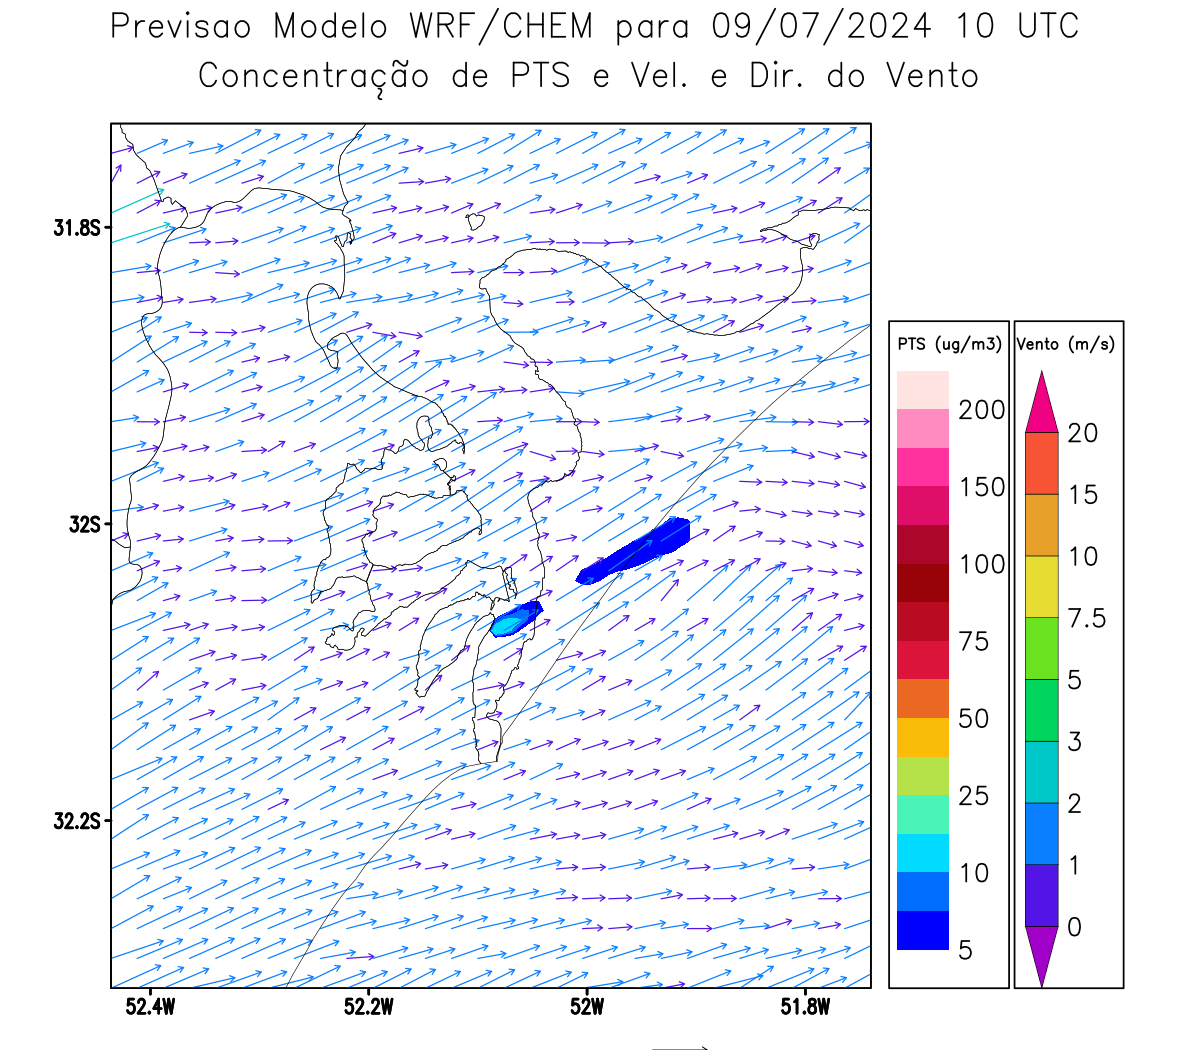 Previsao Modelo WRF/CHEM para 09/07/2024 10 UTC
Concentração de PTS e Vel. e Dir. do Vento
31.8S
32S
32.2S
52.4W
52.2W
52W
51.8W
PTS (ug/m3)
200
150
100
75
50
25
10
5
Vento (m/s)
20
15
10
7.5
5
3
2
1
0